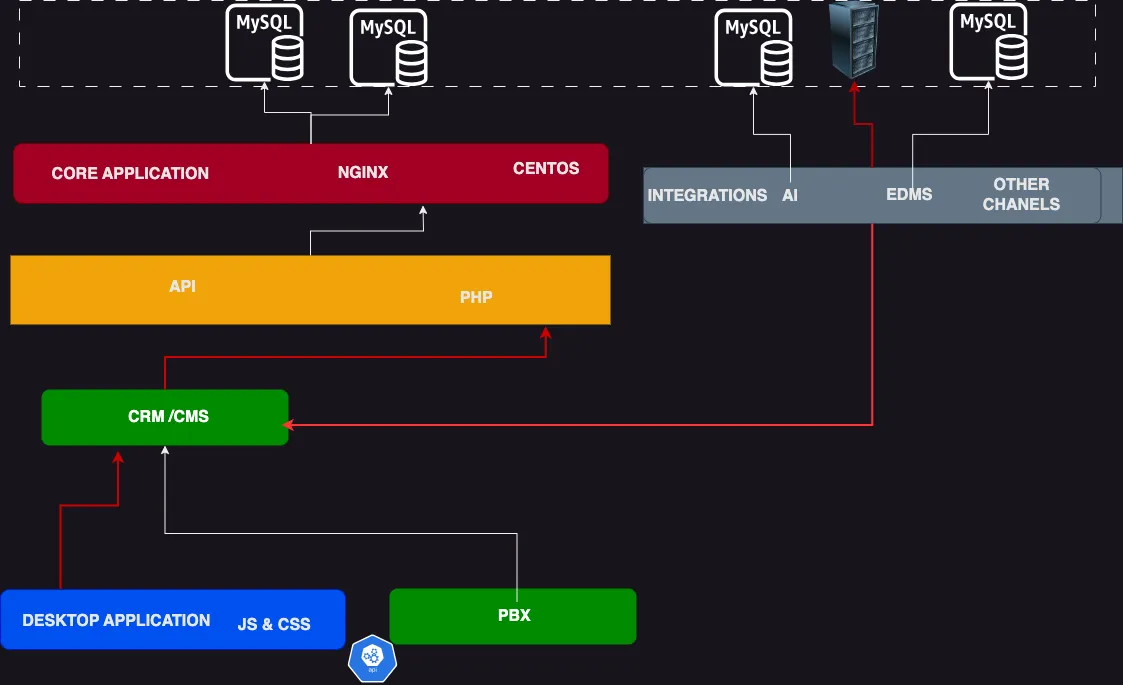 MySQL
MySQL
MySQL
MySQL
CORE APPLICATION
NGINX
CENTOS
INTEGRATIONS
AI
EDMS
OTHER
CHANELS
API
PHP
CRM /CMS
DESKTOP APPLICATION
JS & CSS
PBX
api